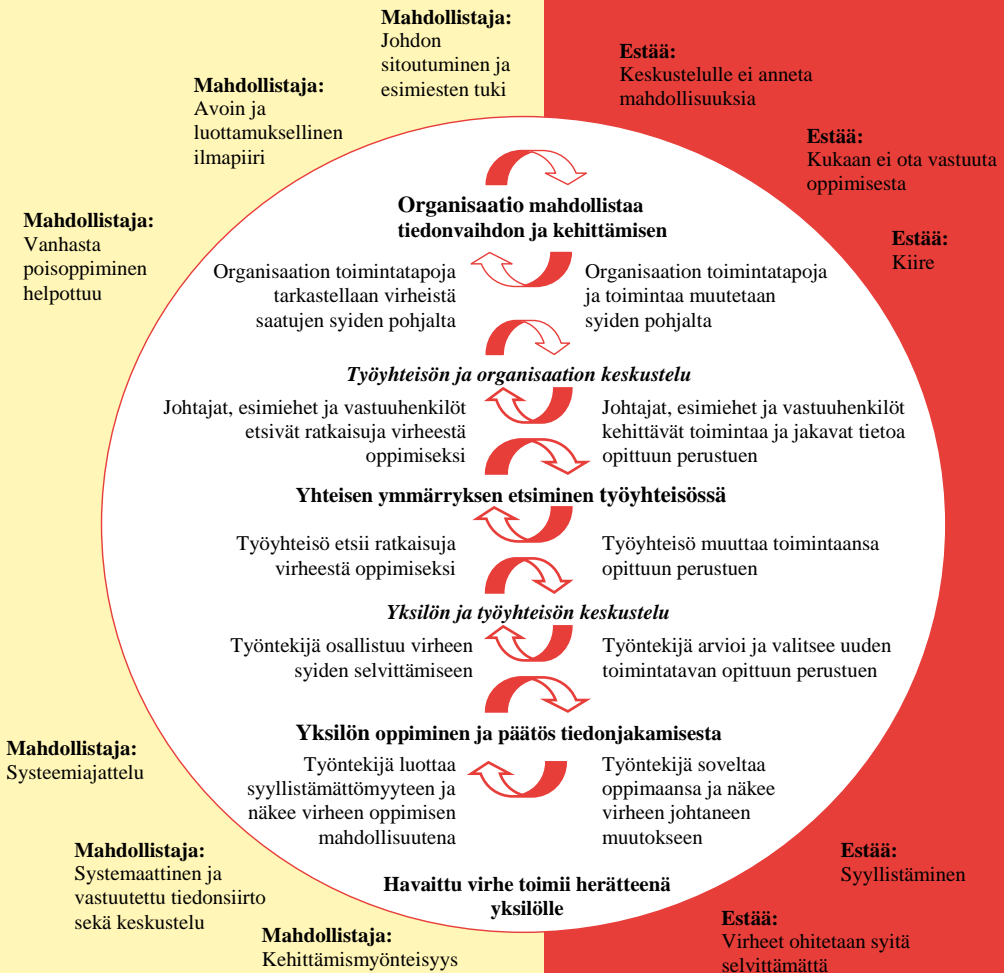 Mahdollistaja:
Johdon
sitoutuminen ja
esimiesten tuki
Estää:
Keskustelulle ei anneta
mahdollisuuksia
Mahdollistaja:
Avoin ja
luottamuksellinen
ilmapiiri
Estää:
Kukaan ei ota vastuuta
oppimisesta
Mahdollistaja:
Vanhasta
poisoppiminen
helpottuu
Estää:
Kiire
Organisaatio mahdollistaa
tiedonvaihdon ja kehittämisen
Organisaation toimintatapoja
tarkastellaan virheistä
saatujen syiden pohjalta
Organisaation toimintatapoja
ja toimintaa muutetaan
syiden pohjalta
Työyhteisön ja organisaation keskustelu
Johtajat, esimiehet ja vastuuhenkilöt
etsivät ratkaisuja virheestä
oppimiseksi
Johtajat, esimiehet ja vastuuhenkilöt
kehittävät toimintaa ja jakavat tietoa
opittuun perustuen
Yhteisen ymmärryksen etsiminen työyhteisössä
Työyhteisö etsii ratkaisuja
virheestä oppimiseksi
Työyhteisö muuttaa toimintaansa
opittuun perustuen
Yksilön ja työyhteisön keskustelu
Työntekijä osallistuu virheen
syiden selvittämiseen
Työntekijä arvioi ja valitsee uuden
toimintatavan opittuun perustuen
Yksilön oppiminen ja päätös tiedonjakamisesta
Työntekijä luottaa
syyllistämättömyyteen ja
näkee virheen oppimisen
mahdollisuutena
Työntekijä soveltaa
oppimaansa ja näkee
virheen johtaneen
muutokseen
Havaittu virhe toimii herätteenä
yksilölle
Mahdollistaja:
Systeemiajattelu
Mahdollistaja:
Systemaattinen ja
vastuutettu tiedonsiirto
sekä keskustelu
Mahdollistaja:
Kehittämismyönteisyys
Estää:
Syyllistäminen
Estää:
Virheet ohitetaan syitä
selvittämättä